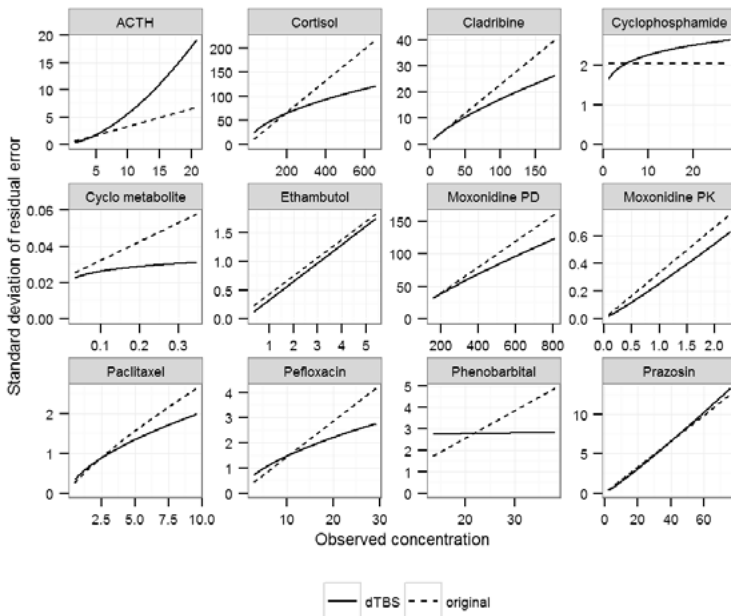 ACTH
Cortisol
Cladribine
Cyclophosphamide
20
15
10
5
0
5 10 15 20
200
150
100
50
0
200 400 600
40
30
20
10
0
0 50 100 150
3
2
1
0
0 10 20
Cyclo metabolite
Ethambutol
Moxonidine PD
Moxonidine PK
0.06
0.04
0.02
0.00
0.1 0.2 0.3
1.5
1.0
0.5
0.0
1 2 3 4 5
150
100
50
0
200 400 600 800
0.6
0.4
0.2
0.0
0.0 0.5 1.0 1.5 2.0
Paclitaxel
Pefloxacin
Phenobarbital
Prazosin
2
1
0
2.5 5.0 7.5 10.0
4
3
2
1
0
10 20 30
5
4
3
2
1
0
20 30
10
5
0
0 20 40 60
Standard deviation of residual error
Observed concentration
dTBS original